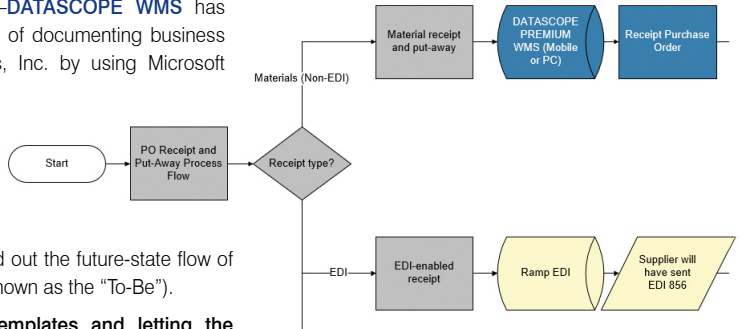 –DATASCOPE WMS has
of documenting business
s, Inc. by using Microsoft
d out the future-state flow of
nown as the “To-Be”).
emplates and letting the
Start
PO Receipt and
Put-Away Process
Flow
Receipt type?
Materials (Non-EDI)
Material receipt
and put-away
DATASCOPE
PREMIUM
WMS (Mobile
or PC)
Receipt Purchase
Order
EDI
EDI-enabled
receipt
Ramp EDI
Supplier will
have sent
EDI 856